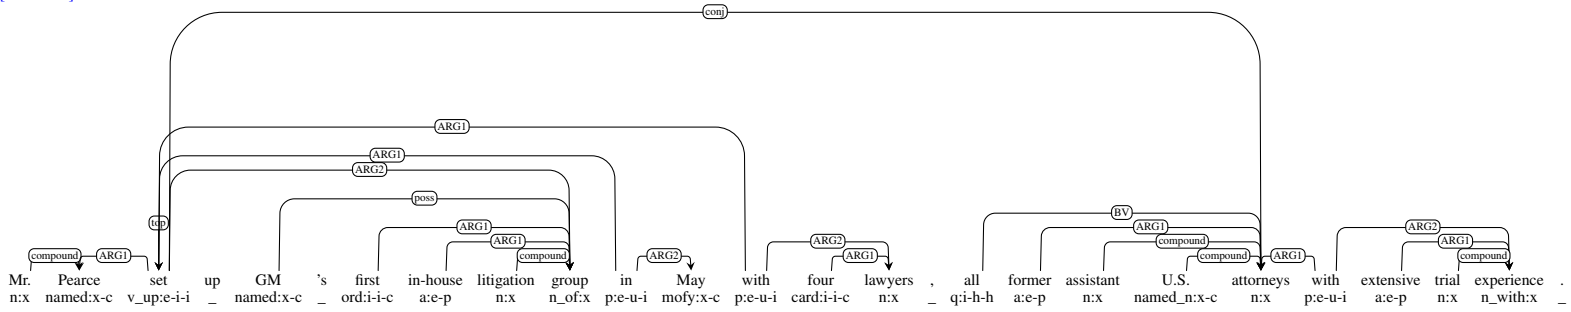 conj
ARG1
ARG1
ARG2
poss
top
BV
ARG1 ARG1 ARG2
ARG1 ARG2 compound ARG1
compound ARG1 compound ARG2 ARG1 compound ARG1 compound
Mr. Pearce set up GM 's first in-house litigation group in May with four lawyers , all former assistant U.S. attorneys with extensive trial experience .
n:x named:x-c v_up:e-i-i _ named:x-c _ ord:i-i-c a:e-p n:x n_of:x p:e-u-i mofy:x-c p:e-u-i card:i-i-c n:x _ q:i-h-h a:e-p n:x named_n:x-c n:x p:e-u-i a:e-p n:x n_with:x _